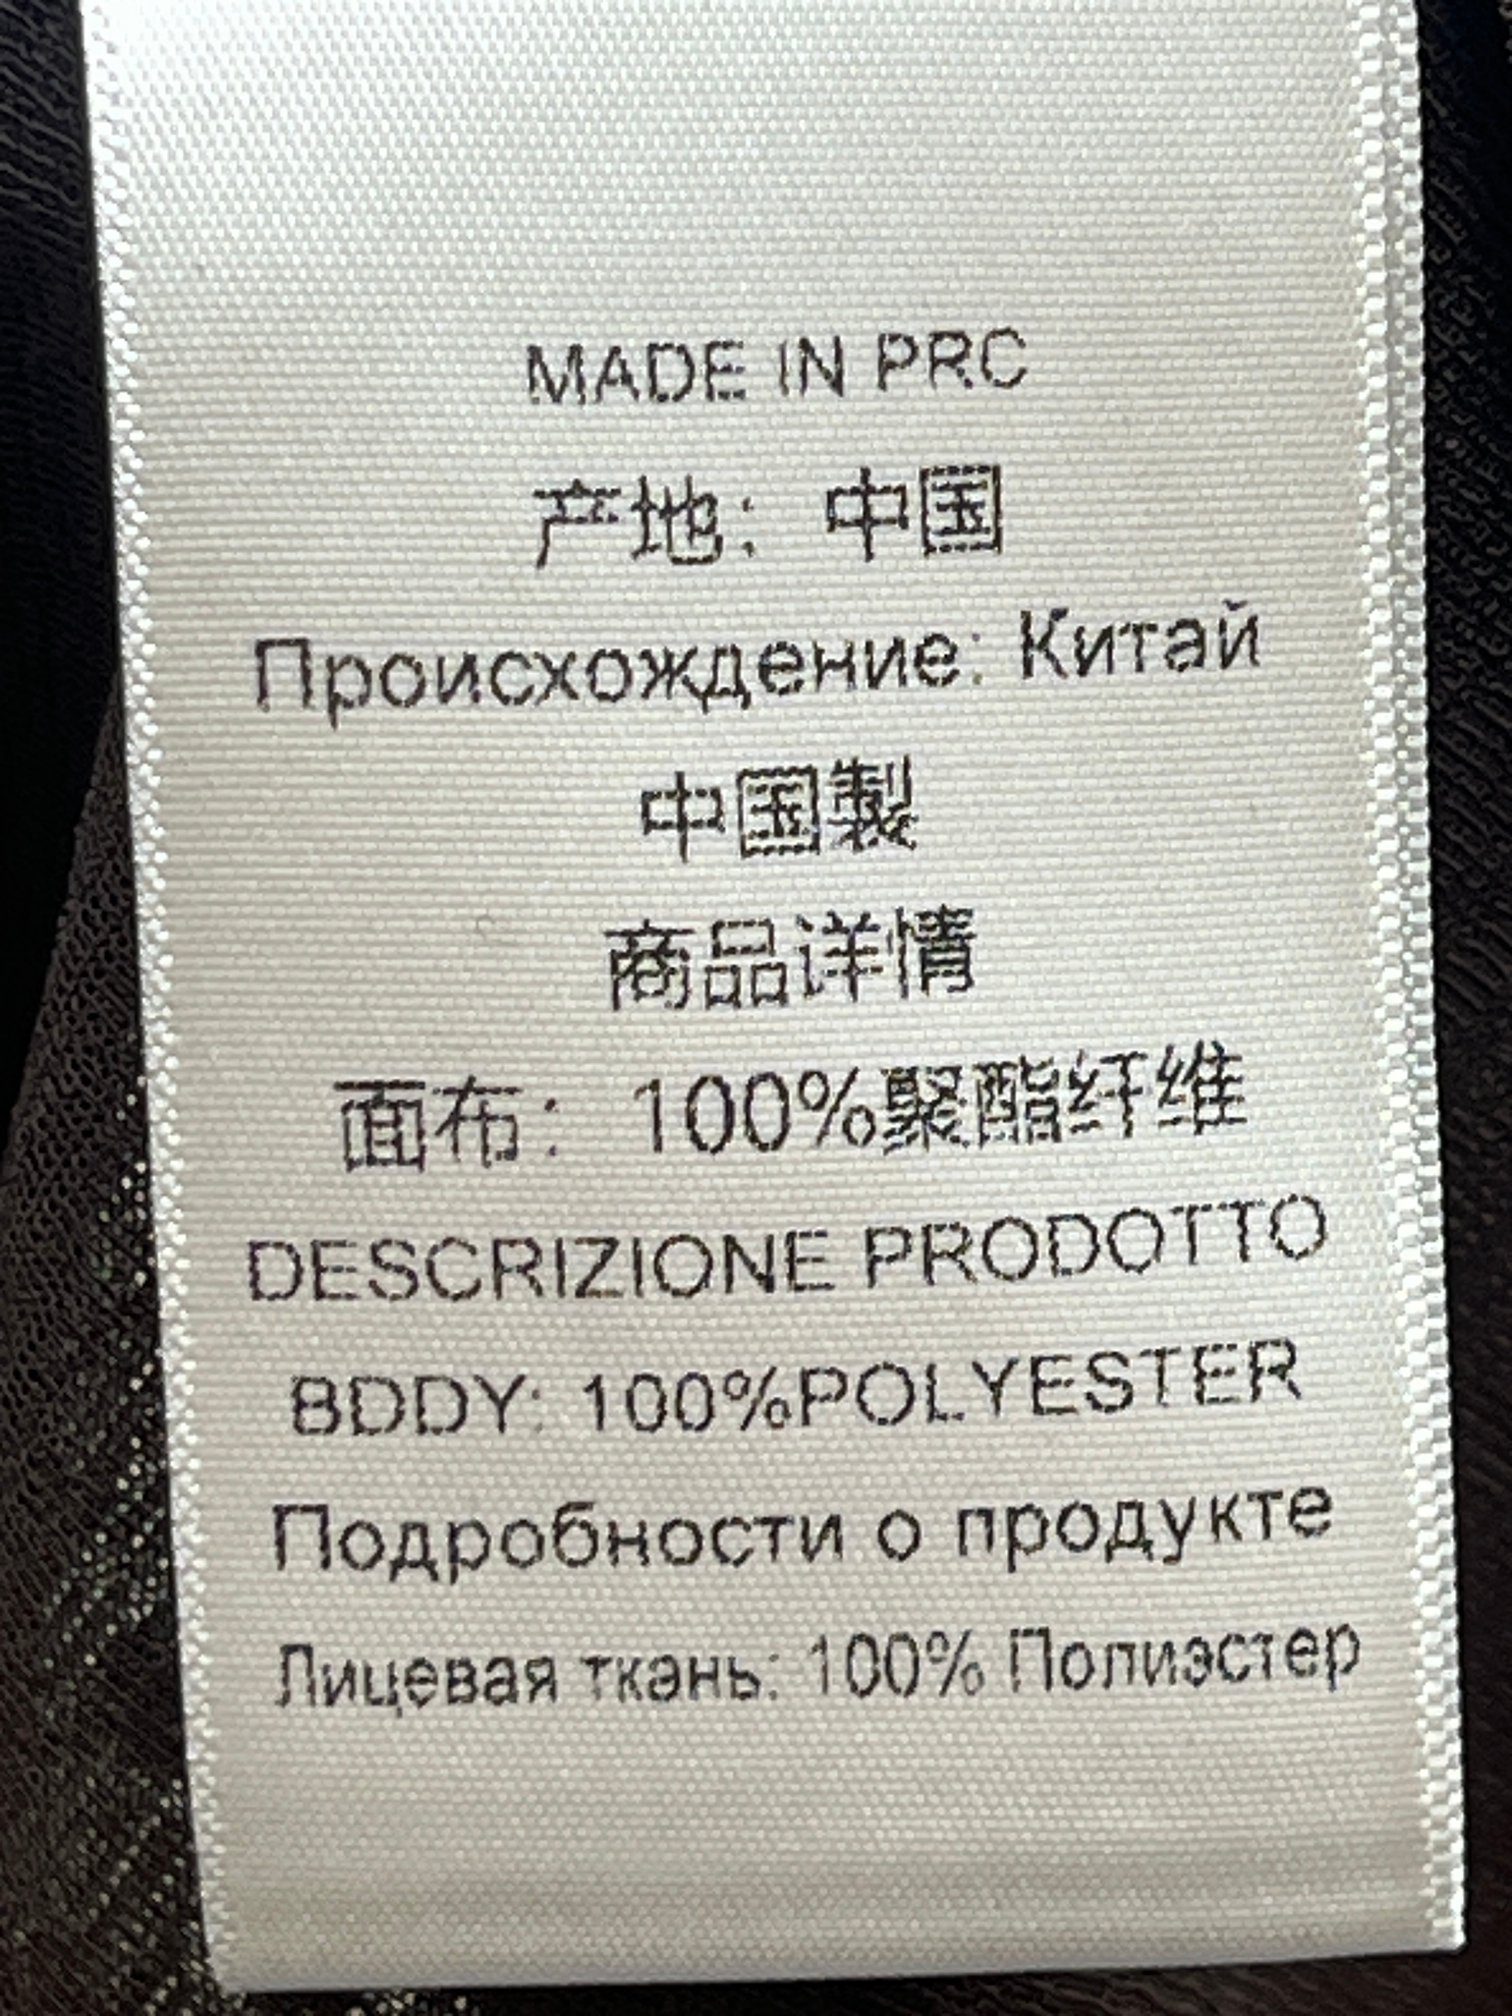 MADE IN PRC
产地：中国
Происхождение: Китай
中国製
商品详情
面布：100%聚酯纤维
DESCRIZIONE PRODOTTO
BDDY: 100%POLYESTER
Подробности о продукте
Лицевая ткань: 100% Полиэстер